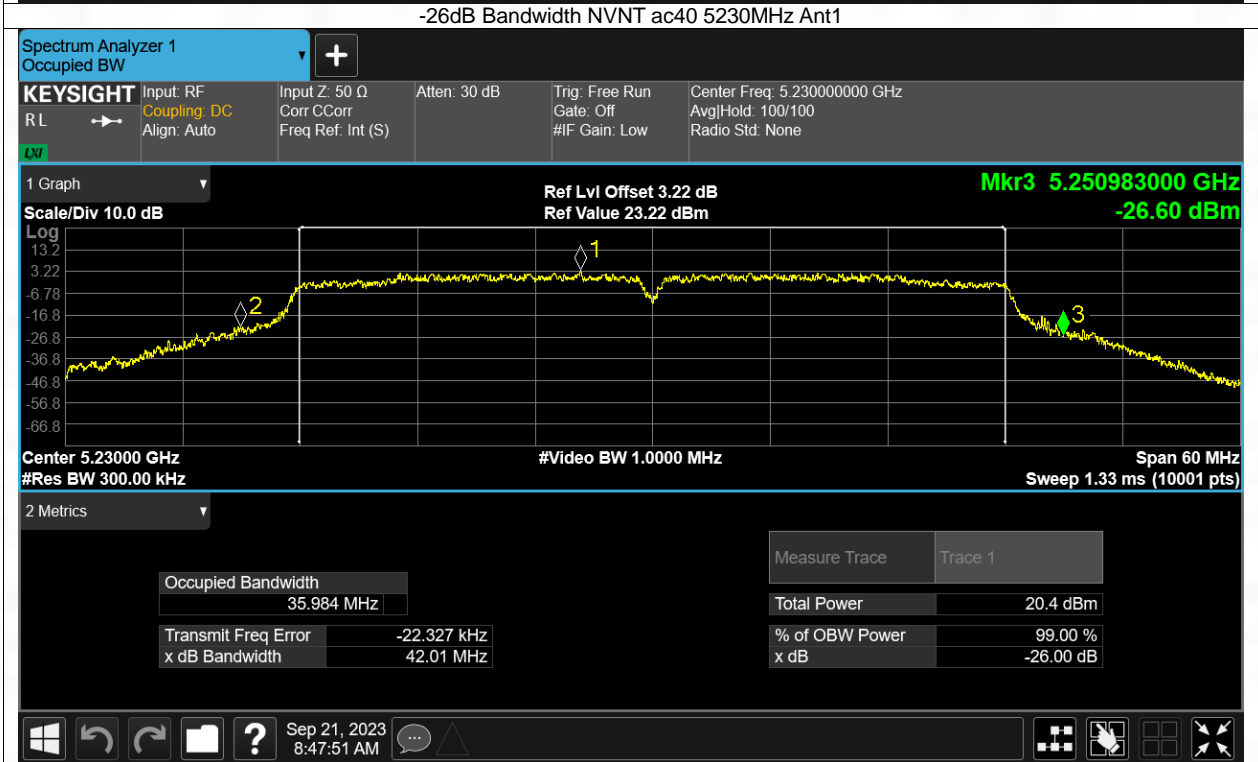 -26dB Bandwidth NVNT ac40 5230MHz Ant1
Spectrum Analyzer 1
Occupied BW
KEYSIGHT
RL
LXI
Input: RF
Coupling: DC
Align: Auto
Input Z: 50 Ω
Corr CCorr
Freq Ref: Int (S)
Atten: 30 dB
Trig: Free Run
Gate: Off
#IF Gain: Low
Center Freq: 5.230000000 GHz
Avg|Hold: 100/100
Radio Std: None
1 Graph
Scale/Div 10.0 dB
Ref Lvl Offset 3.22 dB
Ref Value 23.22 dBm
Mkr3 5.250983000 GHz
-26.60 dBm
Log
13.2
3.22
-6.78
-16.8
-26.8
-36.8
-46.8
-56.8
-66.8
1
2
3
Center 5.23000 GHz
#Video BW 1.0000 MHz
Span 60 MHz
#Res BW 300.00 kHz
Sweep 1.33 ms (10001 pts)
2 Metrics
Measure Trace Trace 1
Occupied Bandwidth
35.984 MHz
Total Power 20.4 dBm
Transmit Freq Error -22.327 kHz
% of OBW Power 99.00 %
x dB Bandwidth 42.01 MHz
x dB -26.00 dB
?
Sep 21, 2023
8:47:51 AM